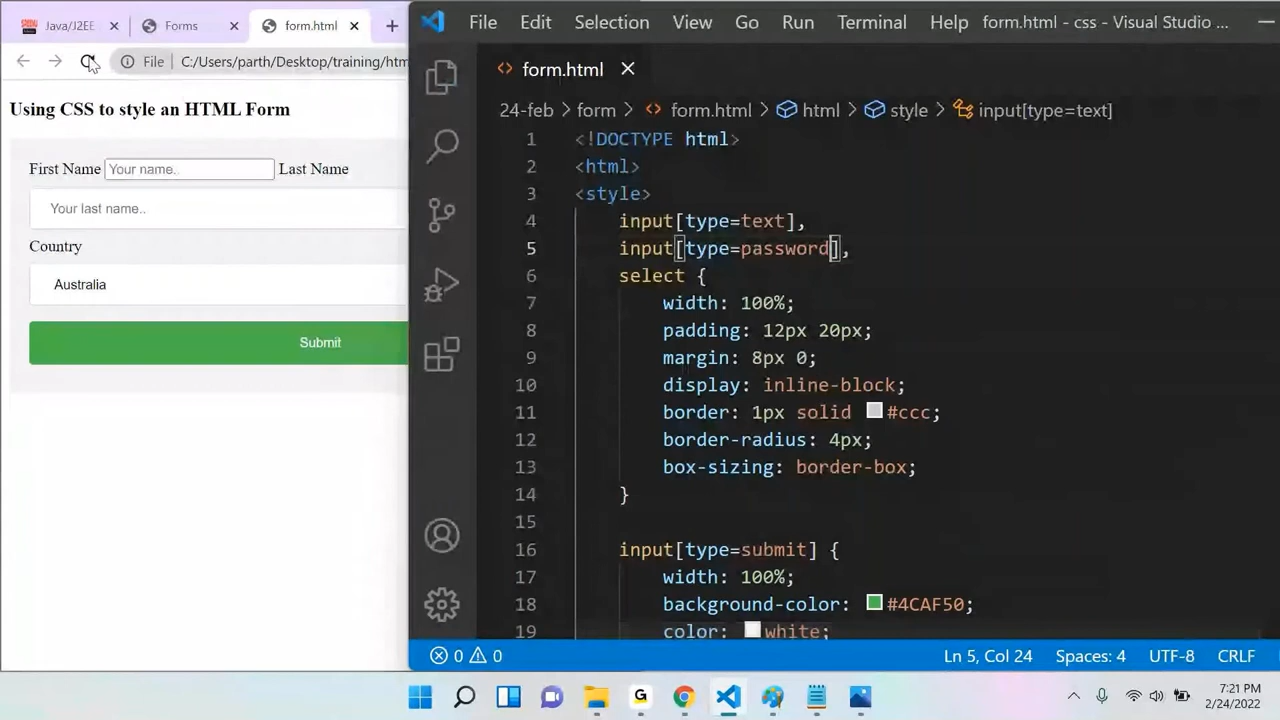 Java/J2EE
Forms
form.html
File
C:/Users/parth/Desktop/training/htm
Using CSS to style an HTML Form
First Name Your name.. Last Name
Your last name..
Country
Australia
Submit
File Edit Selection View Go Run Terminal Help form.html - css - Visual Studio ...
form.html
24-feb > form > <> form.html > html > style > input[type=text]
1 <!DOCTYPE html>
2 <html>
3 <style>
4 input[type=text],
5 input[type=password],
6 select {
7 width: 100%;
8 padding: 12px 20px;
9 margin: 8px 0;
10 display: inline-block;
11 border: 1px solid #ccc;
12 border-radius: 4px;
13 box-sizing: border-box;
14 }
15
16 input[type=submit] {
17 width: 100%;
18 background-color: #4CAF50;
19 color: white;
0 0 Ln 5, Col 24 Spaces: 4 UTF-8 CRLF
G
7:21 PM
2/24/2022